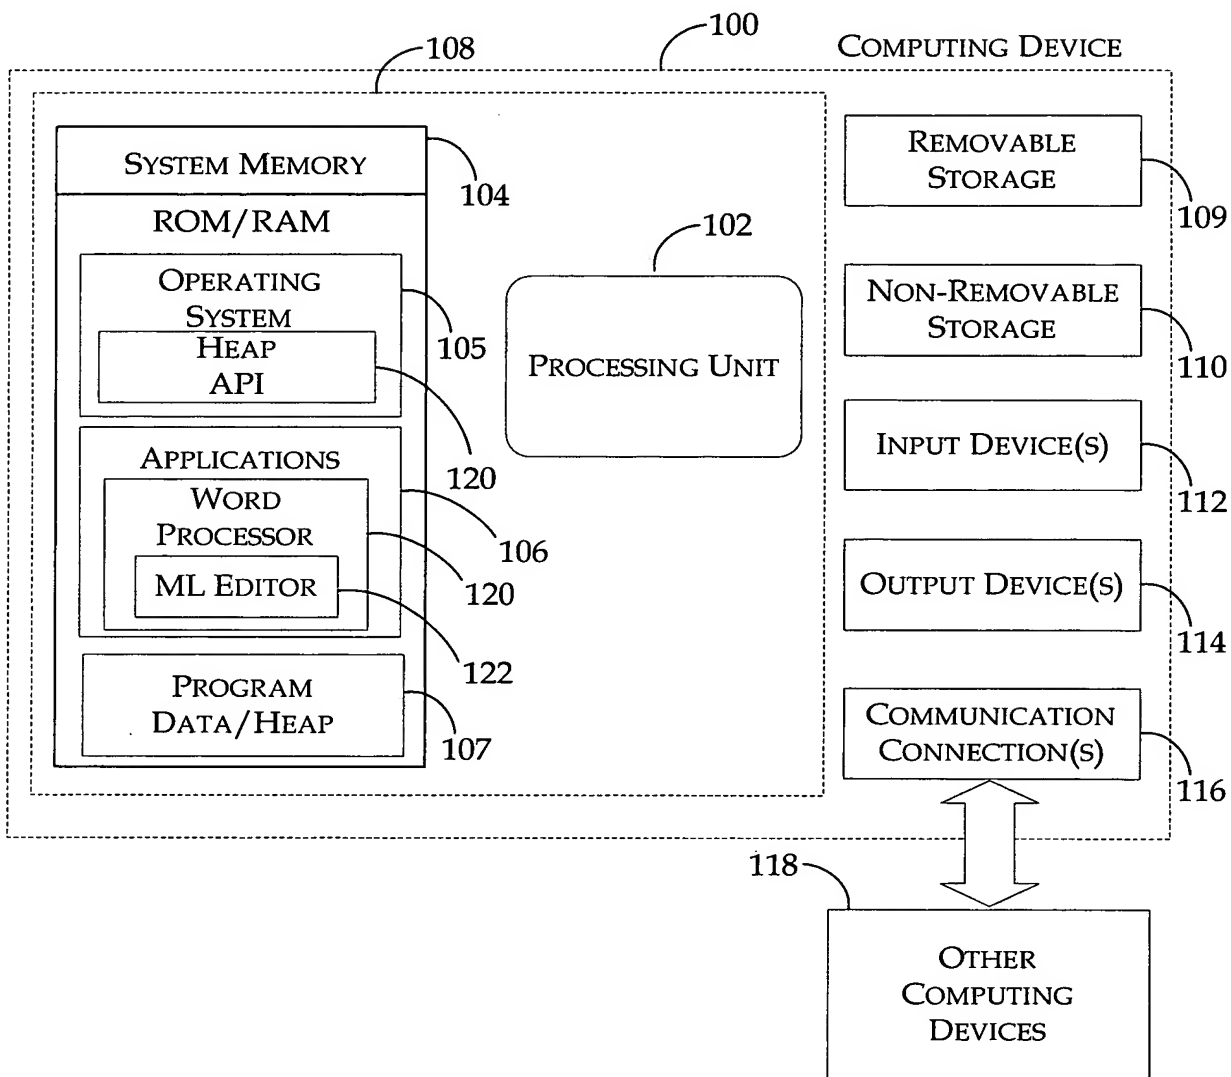 100
COMPUTING DEVICE
108
SYSTEM MEMORY
104
ROM/RAM
OPERATING
SYSTEM
105
HEAP
API
120
APPLICATIONS
106
WORD
PROCESSOR
120
ML EDITOR
122
PROGRAM
DATA/HEAP
107
102
PROCESSING UNIT
REMOVABLE
STORAGE
109
NON-REMOVABLE
STORAGE
110
INPUT DEVICE(S)
112
OUTPUT DEVICE(S)
114
COMMUNICATION
CONNECTION(S)
116
118
OTHER
COMPUTING
DEVICES